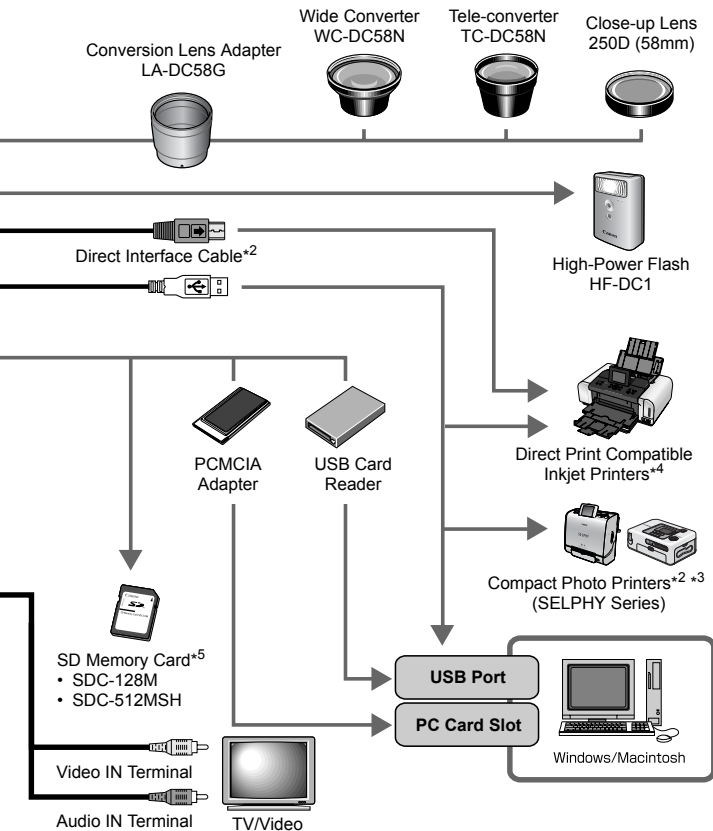 Wide Converter
WC-DC58N
Tele-converter
TC-DC58N
Close-up Lens
250D (58mm)
Conversion Lens Adapter
LA-DC58G
Canon
High-Power Flash
HF-DC1
Direct Interface Cable*2
Direct Print Compatible
Inkjet Printers*4
PCMCIA
Adapter
USB Card
Reader
Compact Photo Printers*2 *3
(SELPHY Series)
SD Memory Card*5
• SDC-128M
• SDC-512MSH
USB Port
PC Card Slot
Windows/Macintosh
Video IN Terminal
Audio IN Terminal
TV/Video